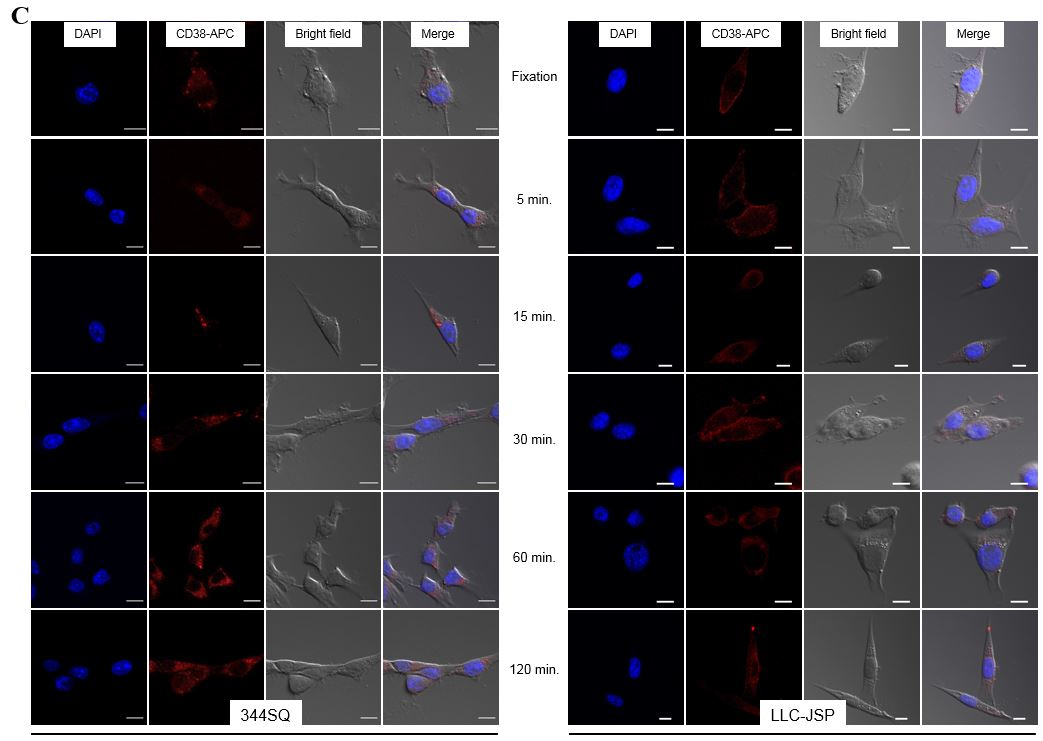 C
DAPI CD38-APC Bright field Merge DAPI CD38-APC Bright field Merge
Fixation
5 min.
15 min.
30 min.
60 min.
120 min.
344SQ LLC-JSP